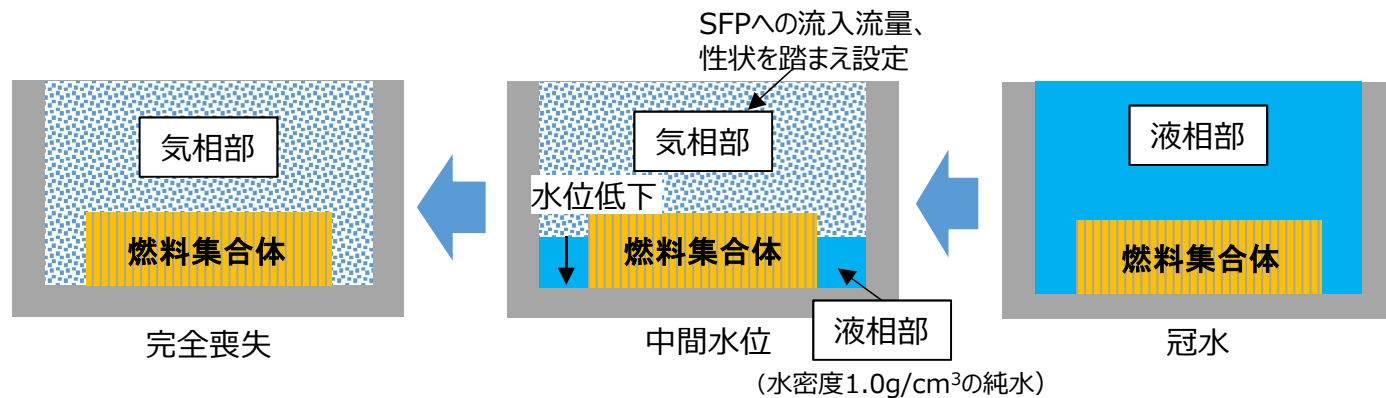 SFPへの流入流量、
性状を踏まえ設定
気相部
燃料集合体
完全喪失
気相部
水位低下
燃料集合体
中間水位
液相部
(水密度1.0g/cm³の純水)
液相部
燃料集合体
冠水